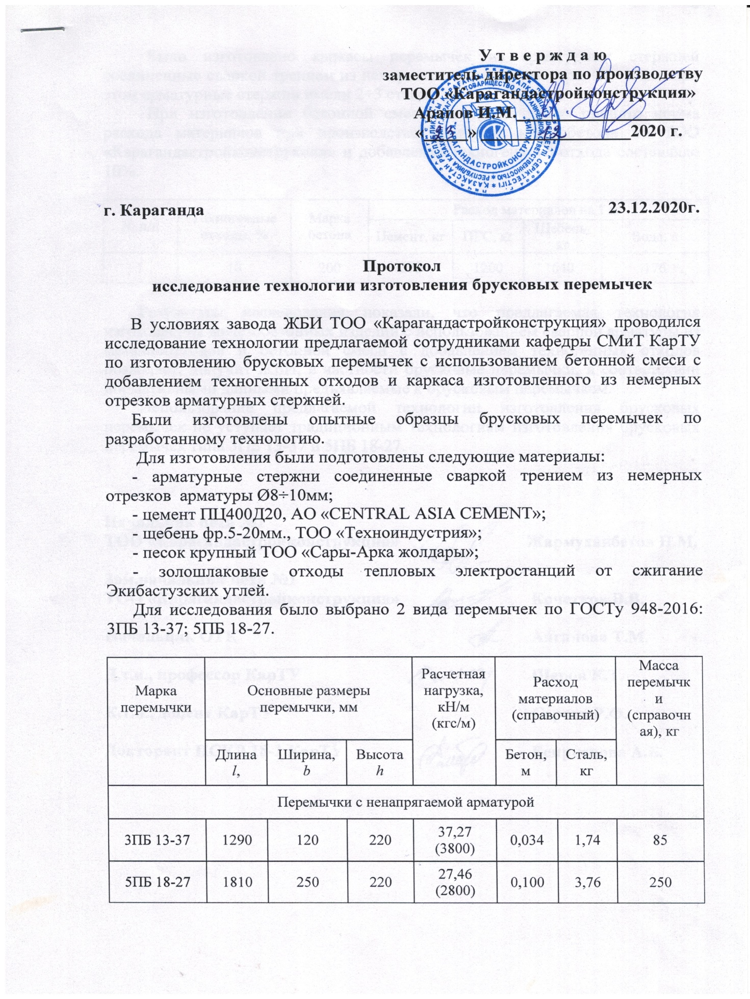 У т в е р ж д а ю
заместитель директора по производству
ТОО «Карагандастройконструкция»
Арапов И.М.
«23» 12 2020 г.
г. Караганда 23.12.2020г.
Протокол
исследование технологии изготовления брусковых перемычек
В условиях завода ЖБИ ТОО «Карагандастройконструкция» проводился
исследование технологии предлагаемой сотрудниками кафедры СМиТ КарТУ
по изготовлению брусковых перемычек с использованием бетонной смеси с
добавлением техногенных отходов и каркаса изготовленного из немерных
отрезков арматурных стержней.
Были изготовлены опытные образцы брусковых перемычек по
разработанному технологию.
Для изготовления были подготовлены следующие материалы:
- арматурные стержни соединенные сваркой трением из немерных
отрезков арматуры Ø8÷10мм;
- цемент ПЦ400Д20, АО «CENTRAL ASIA CEMENT»;
- щебень фр.5-20мм., ТОО «Техноиндустрия»;
- песок крупный ТОО «Сары-Арка жолдары»;
- золошлаковые отходы тепловых электростанций от сжигание
Экибастузских углей.
Для исследования было выбрано 2 вида перемычек по ГОСТу 948-2016:
3ПБ 13-37; 5ПБ 18-27.
Марка
перемычки
Основные размеры
перемычки, мм
Расчетная
нагрузка,
кН/м
(кгс/м)
Расход
материалов
(справочный)
Масса
перемычк
и
(справочн
ая), кг
Длина
l,
Ширина,
b
Высота
h
Бетон,
м
Сталь,
кг
Перемычки с ненапрягаемой арматурой
3ПБ 13-37 1290 120 220 37,27 (3800) 0,034 1,74 85
5ПБ 18-27 1810 250 220 27,46 (2800) 0,100 3,76 250